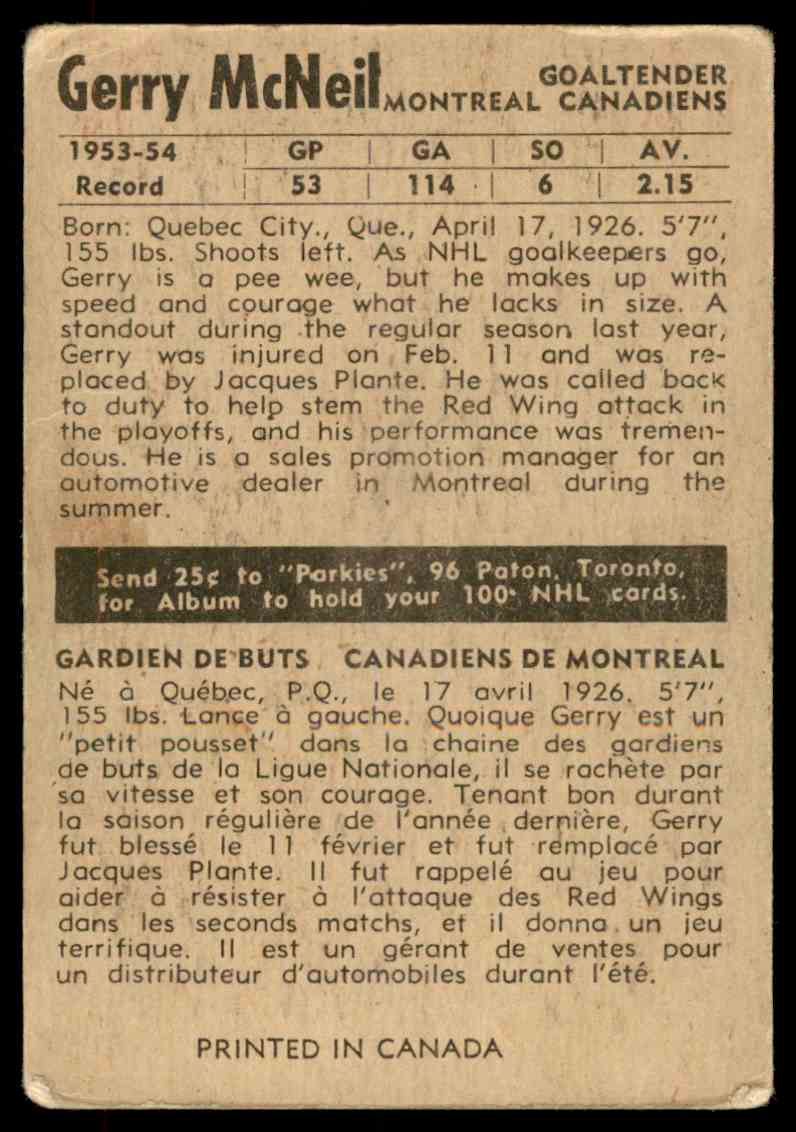 Gerry McNeil GOALTENDER
MONTREAL CANADIENS
1953-54 | GP | GA | SO | AV.
Record | 53 | 114 | 6 | 2.15
Born: Quebec City., Que., April 17, 1926. 5'7",
155 lbs. Shoots left. As NHL goalkeepers go,
Gerry is a pee wee, but he makes up with
speed and courage what he lacks in size. A
standout during the regular season last year,
Gerry was injured on Feb. 11 and was re-
placed by Jacques Plante. He was called back
to duty to help stem the Red Wing attack in
the playoffs, and his performance was tremen-
dous. He is a sales promotion manager for an
automotive dealer in Montreal during the
summer.
Send 25¢ to "Parkies", 96 Paton, Toronto,
for Album to hold your 100 NHL cards.
GARDIEN DE BUTS CANADIENS DE MONTREAL
Né à Québec, P.Q., le 17 avril 1926. 5'7",
155 lbs. Lance à gauche. Quoique Gerry est un
"petit pousset" dans la chaine des gardiens
de buts de la Ligue Nationale, il se rachète par
sa vitesse et son courage. Tenant bon durant
la saison régulière de l'année dernière, Gerry
fut blessé le 11 février et fut remplacé par
Jacques Plante. Il fut rappelé au jeu pour
aider à résister à l'attaque des Red Wings
dans les seconds matchs, et il donna un jeu
terrifique. Il est un gérant de ventes pour
un distributeur d'automobiles durant l'été.
PRINTED IN CANADA